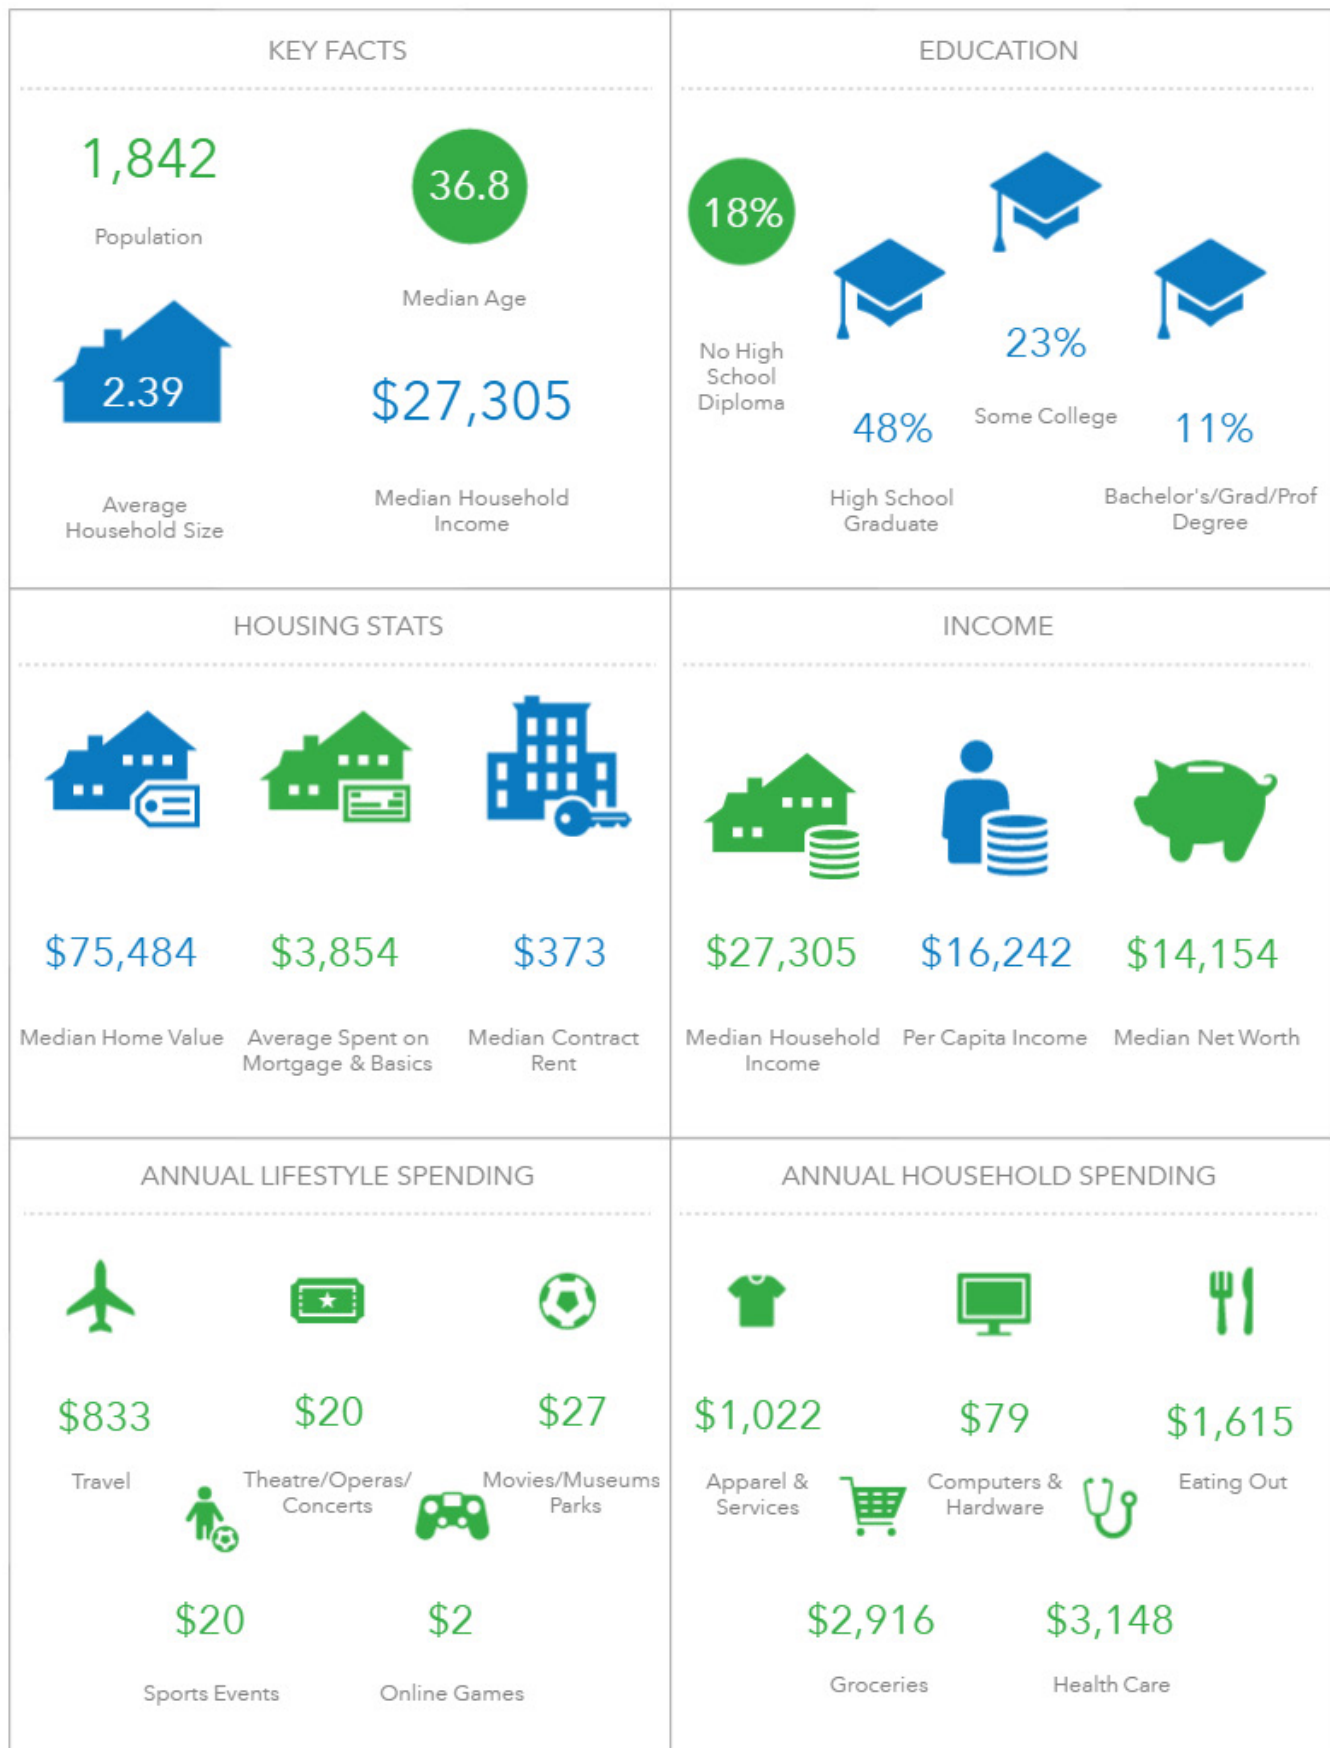 KEY FACTS
1,842
Population
36.8
Median Age
2.39
Average
Household Size
$27,305
Median Household
Income
EDUCATION
18%
No High
School
Diploma
48%
High School
Graduate
23%
Some College
11%
Bachelor's/Grad/Prof
Degree
HOUSING STATS
$75,484
Median Home Value
$3,854
Average Spent on
Mortgage & Basics
$373
Median Contract
Rent
INCOME
$27,305
Median Household
Income
$16,242
Per Capita Income
$14,154
Median Net Worth
ANNUAL LIFESTYLE SPENDING
$833
Travel
$20
Theatre/Operas/
Concerts
$27
Movies/Museums
Parks
$20
Sports Events
$2
Online Games
ANNUAL HOUSEHOLD SPENDING
$1,022
Apparel &
Services
$79
Computers &
Hardware
$1,615
Eating Out
$2,916
Groceries
$3,148
Health Care